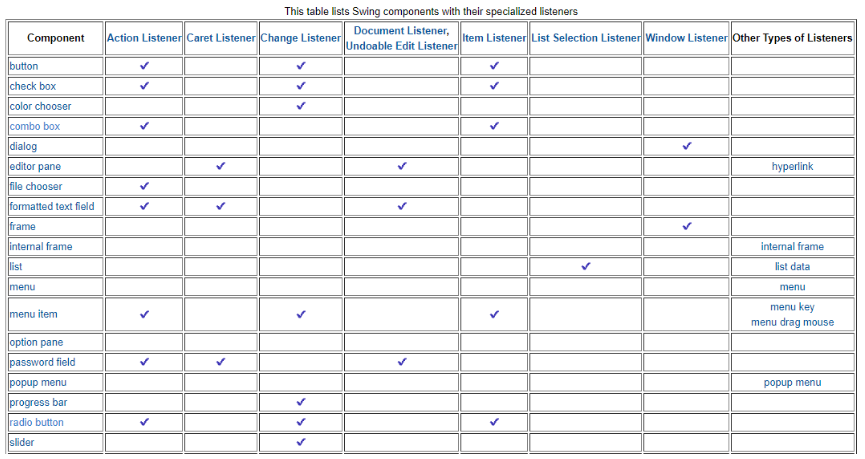 This table lists Swing components with their specialized listeners
Component Action Listener Caret Listener Change Listener Document Listener, Undoable Edit Listener Item Listener List Selection Listener Window Listener Other Types of Listeners
button ✔ ✔ ✔
check box ✔ ✔ ✔
color chooser ✔
combo box ✔ ✔
dialog ✔
editor pane ✔ ✔ hyperlink
file chooser ✔
formatted text field ✔ ✔ ✔
frame ✔
internal frame internal frame
list ✔ list data
menu menu
menu item ✔ ✔ ✔ menu key
menu drag mouse
option pane
password field ✔ ✔ ✔
popup menu popup menu
progress bar ✔
radio button ✔ ✔ ✔
slider ✔